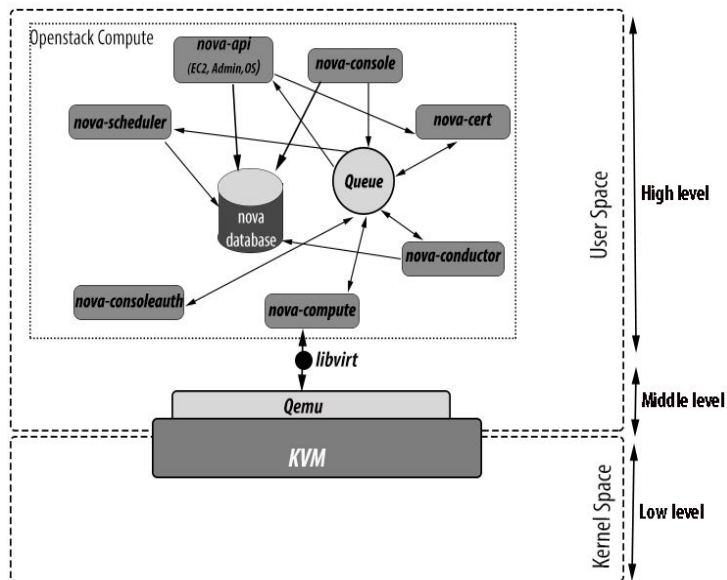 Openstack Compute
nova-api
(EC2, Admin,OS)
nova-console
nova-scheduler
nova-cert
Queue
nova
database
nova-conductor
nova-consoleauth
nova-compute
libvirt
Qemu
KVM
User Space
Kernel Space
High level
Middle level
Low level